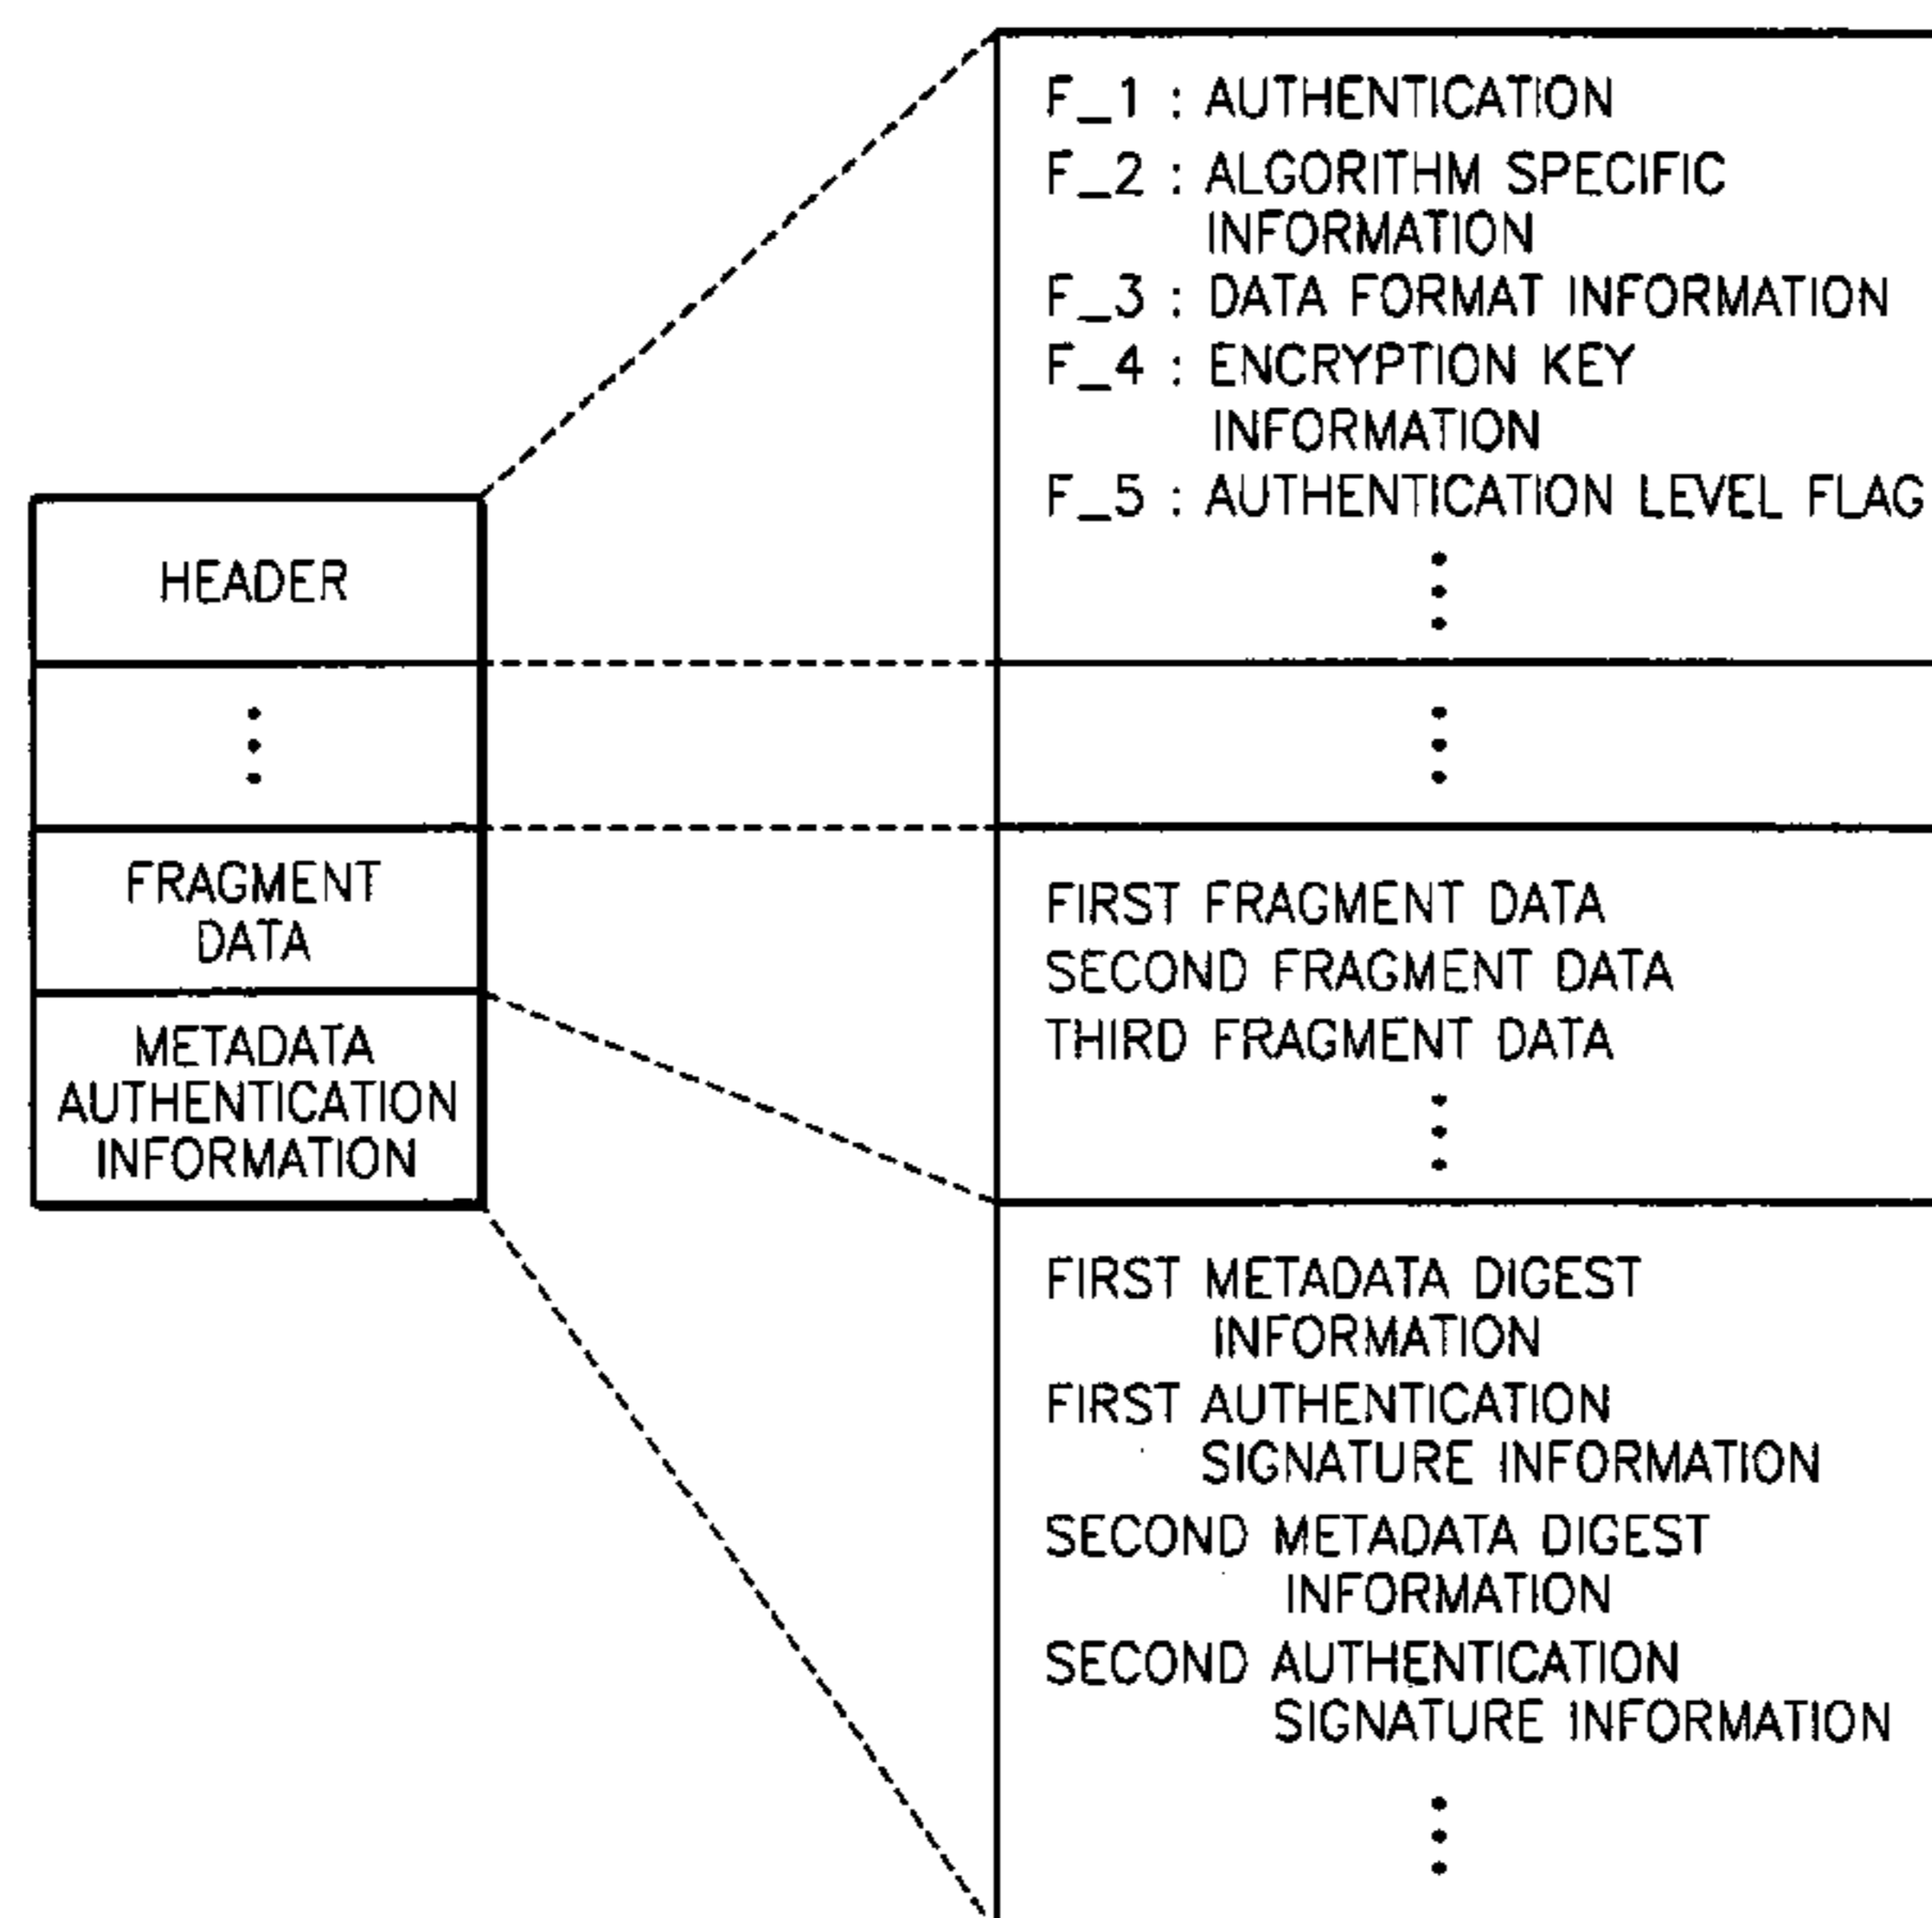 HEADER
FRAGMENT
DATA
METADATA
AUTHENTICATION
INFORMATION
F_1 : AUTHENTICATION
F_2 : ALGORITHM SPECIFIC
INFORMATION
F_3 : DATA FORMAT INFORMATION
F_4 : ENCRYPTION KEY
INFORMATION
F_5 : AUTHENTICATION LEVEL FLAG
FIRST FRAGMENT DATA
SECOND FRAGMENT DATA
THIRD FRAGMENT DATA
FIRST METADATA DIGEST
INFORMATION
FIRST AUTHENTICATION
SIGNATURE INFORMATION
SECOND METADATA DIGEST
INFORMATION
SECOND AUTHENTICATION
SIGNATURE INFORMATION